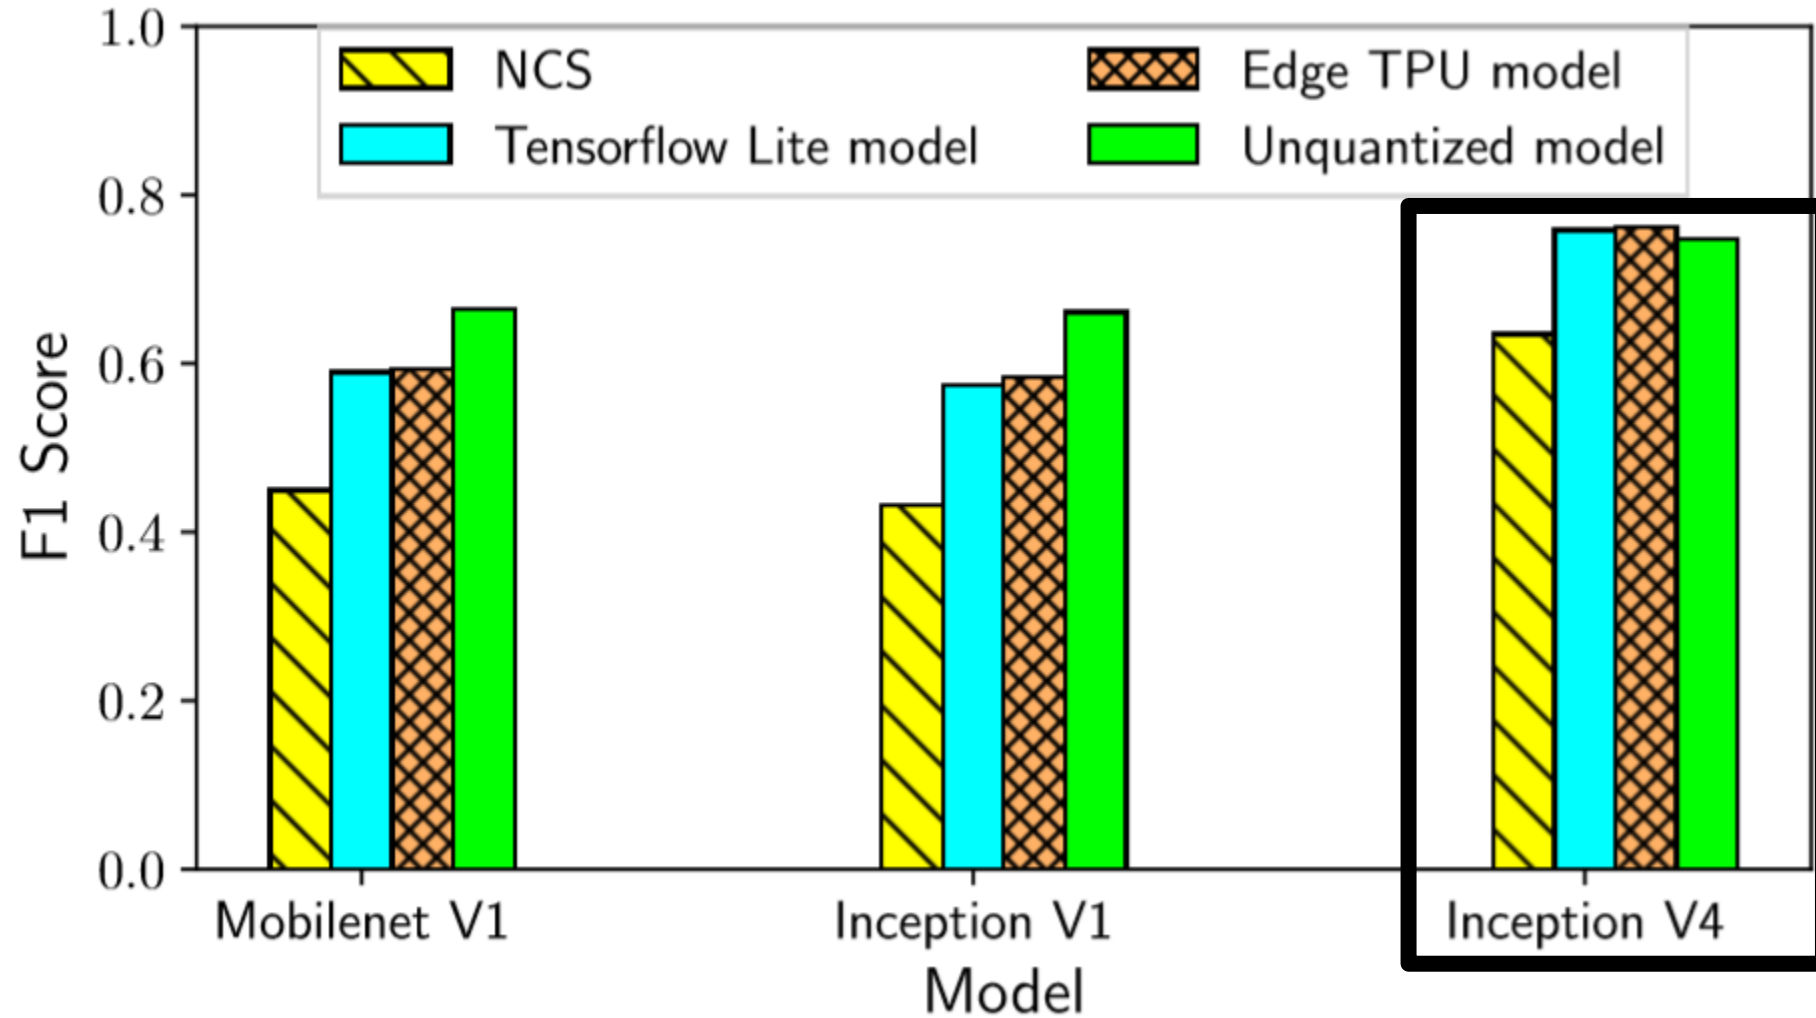 1.0
0.8
0.6
0.4
0.2
0.0
F1 Score
NCS
Tensorflow Lite model
Edge TPU model
Unquantized model
Mobilenet V1
Inception V1
Inception V4
Model